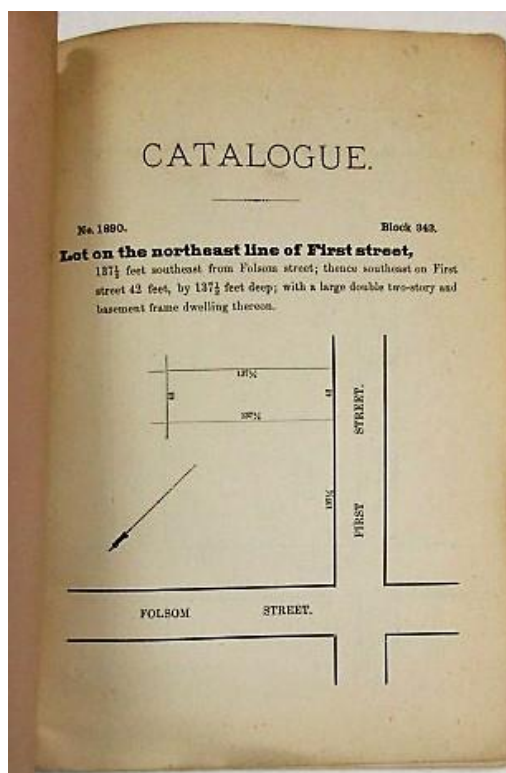 CATALOGUE.
No. 1890. Block 343.
Lot on the northeast line of First street,
137½ feet southeast from Folsom street; thence southeast on First
street 42 feet, by 137½ feet deep; with a large double two-story and
basement frame dwelling thereon.
137½
42
42
137½
137½
FIRST STREET.
FOLSOM STREET.